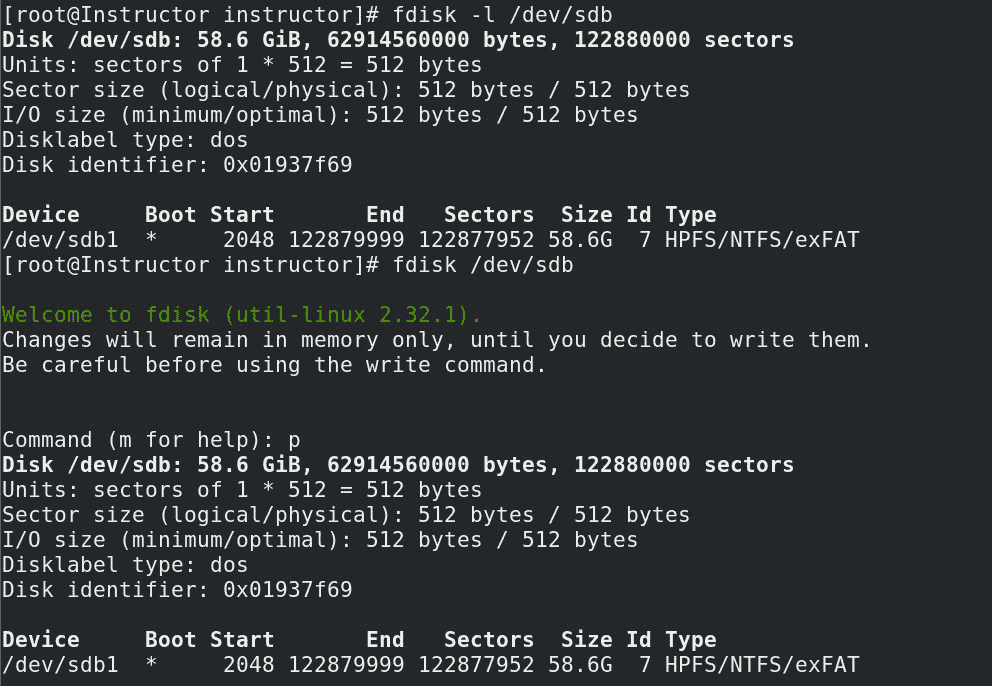 [root@Instructor instructor]# fdisk -l /dev/sdb
Disk /dev/sdb: 58.6 GiB, 62914560000 bytes, 122880000 sectors
Units: sectors of 1 * 512 = 512 bytes
Sector size (logical/physical): 512 bytes / 512 bytes
I/O size (minimum/optimal): 512 bytes / 512 bytes
Disklabel type: dos
Disk identifier: 0x01937f69
Device     Boot Start       End   Sectors  Size Id Type
/dev/sdb1  *     2048 122879999 122877952 58.6G  7 HPFS/NTFS/exFAT
[root@Instructor instructor]# fdisk /dev/sdb
Welcome to fdisk (util-linux 2.32.1).
Changes will remain in memory only, until you decide to write them.
Be careful before using the write command.
Command (m for help): p
Disk /dev/sdb: 58.6 GiB, 62914560000 bytes, 122880000 sectors
Units: sectors of 1 * 512 = 512 bytes
Sector size (logical/physical): 512 bytes / 512 bytes
I/O size (minimum/optimal): 512 bytes / 512 bytes
Disklabel type: dos
Disk identifier: 0x01937f69
Device     Boot Start       End   Sectors  Size Id Type
/dev/sdb1  *     2048 122879999 122877952 58.6G  7 HPFS/NTFS/exFAT